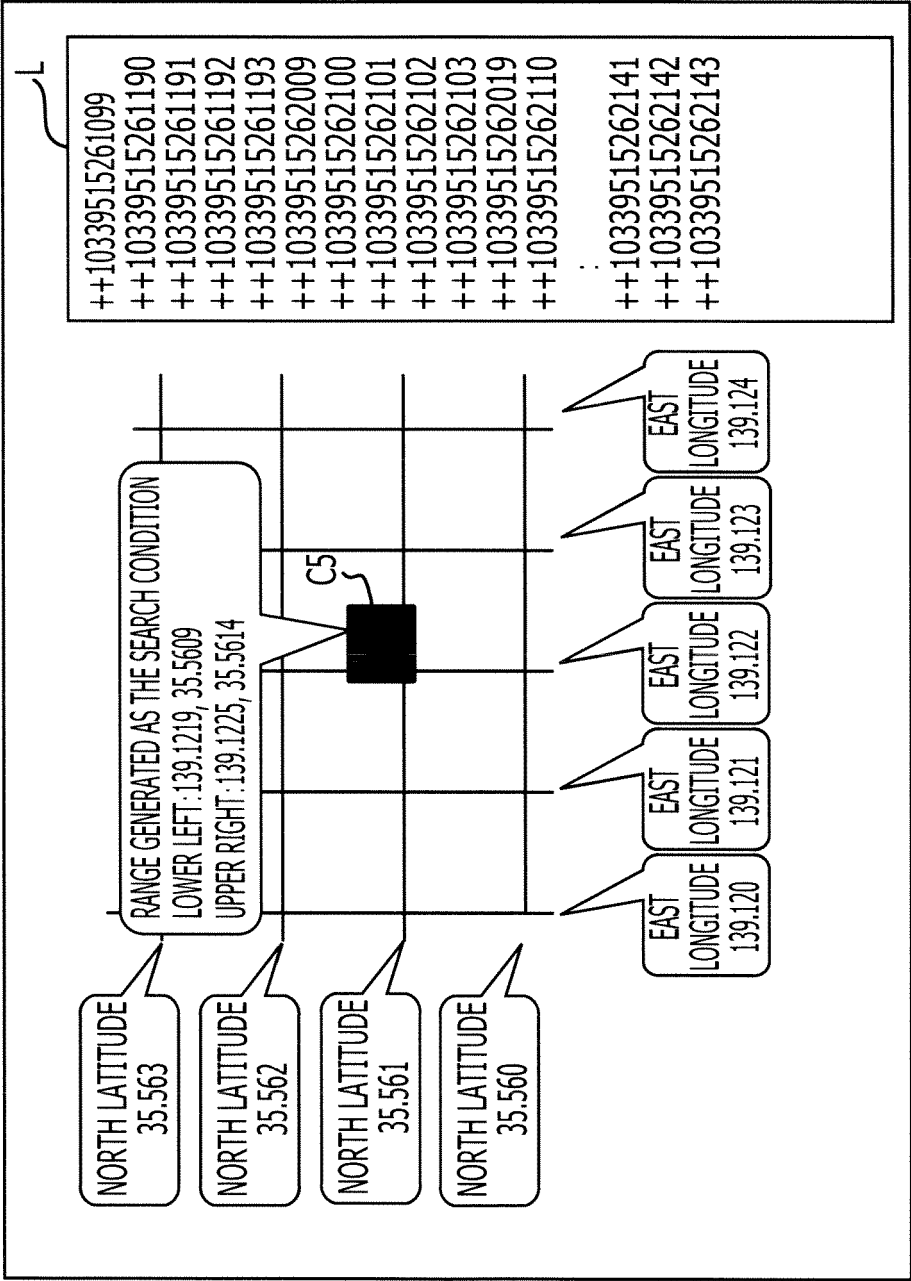 L
++10339515261099
++10339515261190
++10339515261191
++10339515261192
++10339515261193
++10339515262009
++10339515262100
++10339515262101
++10339515262102
++10339515262103
++10339515262019
++10339515262110
:
++10339515262141
++10339515262142
++10339515262143
RANGE GENERATED AS THE SEARCH CONDITION
LOWER LEFT: 139.1219, 35.5609
UPPER RIGHT: 139.1225, 35.5614
C5
NORTH LATITUDE
35.563
NORTH LATITUDE
35.562
NORTH LATITUDE
35.561
NORTH LATITUDE
35.560
EAST
LONGITUDE
139.120
EAST
LONGITUDE
139.121
EAST
LONGITUDE
139.122
EAST
LONGITUDE
139.123
EAST
LONGITUDE
139.124